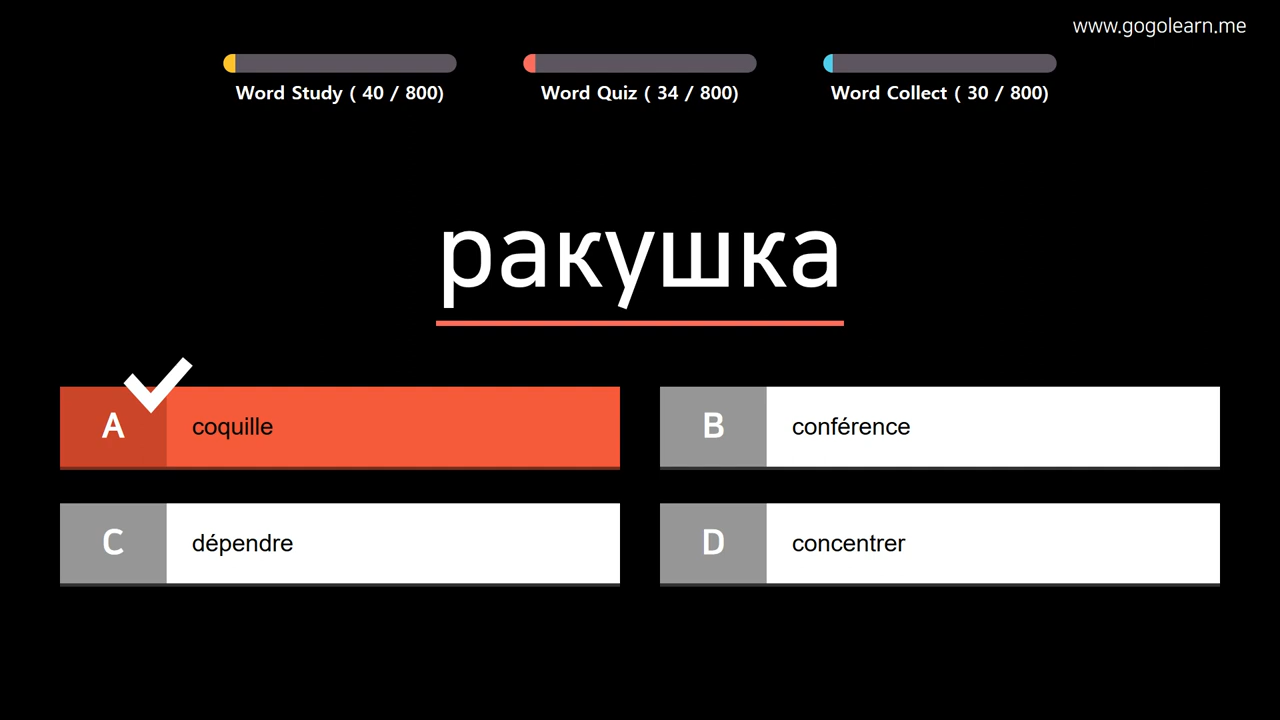 www.gogolearn.me
Word Study ( 40 / 800)
Word Quiz ( 34 / 800)
Word Collect ( 30 / 800)
ракушка
A
coquille
B
conférence
C
dépendre
D
concentrer